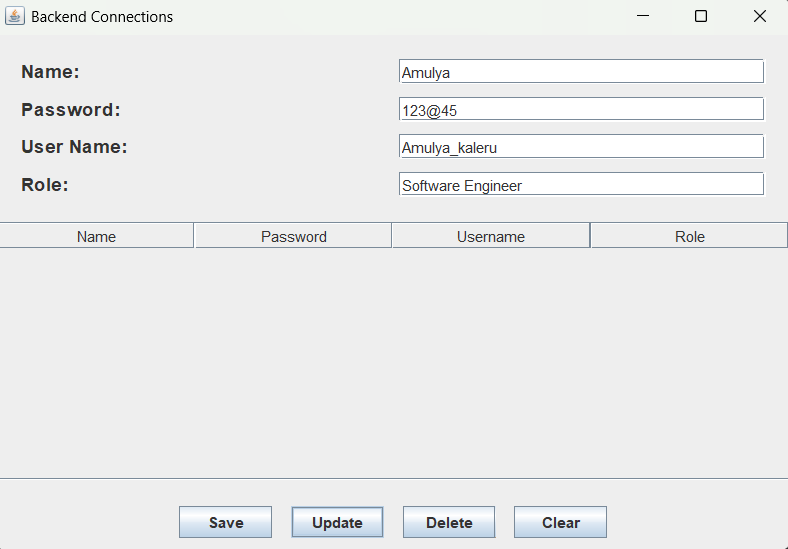 Backend Connections
Name: Amulya
Password: 123@45
User Name: Amulya_kaleru
Role: Software Engineer
Name Password Username Role
Save Update Delete Clear